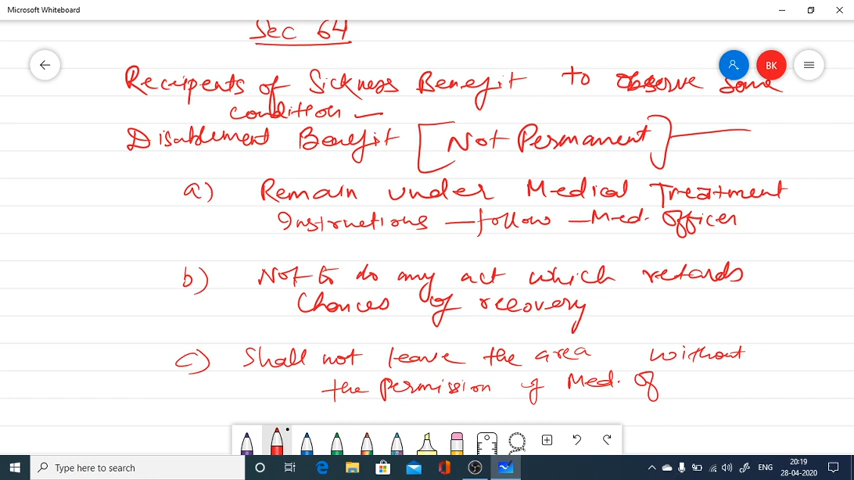 Microsoft Whiteboard
Sec 64
BK
Recipents of Sickness Benefit to observe some
condition
Disablement Benefit [Not Permanent]
a) Remain under Medical Treatment
Instructions – follow – Med. Officer
b) Not to do any act which retards
Chances of recovery
c) Shall not leave the area without
the Permission of Med. Of
Type here to search
ENG
20:19
28-04-2020